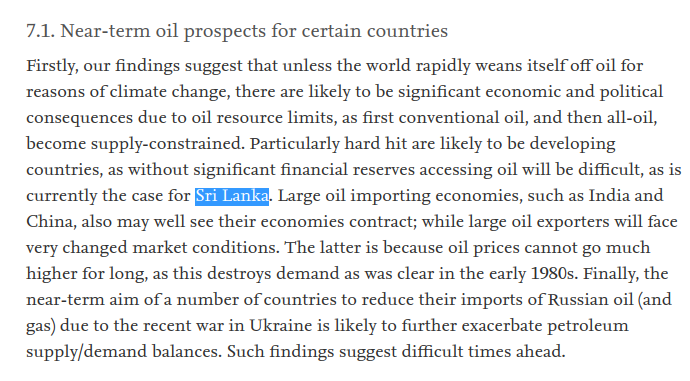 7.1. Near-term oil prospects for certain countries
Firstly, our findings suggest that unless the world rapidly weans itself off oil for
reasons of climate change, there are likely to be significant economic and political
consequences due to oil resource limits, as first conventional oil, and then all-oil,
become supply-constrained. Particularly hard hit are likely to be developing
countries, as without significant financial reserves accessing oil will be difficult, as is
currently the case for Sri Lanka. Large oil importing economies, such as India and
China, also may well see their economies contract; while large oil exporters will face
very changed market conditions. The latter is because oil prices cannot go much
higher for long, as this destroys demand as was clear in the early 1980s. Finally, the
near-term aim of a number of countries to reduce their imports of Russian oil (and
gas) due to the recent war in Ukraine is likely to further exacerbate petroleum
supply/demand balances. Such findings suggest difficult times ahead.